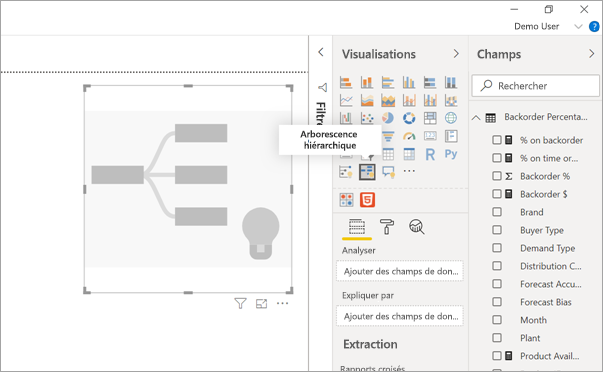 Demo User
?
Visualisations
Champs
Filtre
Rechercher
Arborescence
hiérarchique
R
Py
5
Backorder Percenta...
% on backorder
% on time or...
Σ Backorder %
Backorder $
Brand
Buyer Type
Demand Type
Distribution C...
Forecast Accu...
Forecast Bias
Month
Plant
Product Avail...
Analyser
Ajouter des champs de don...
Expliquer par
Ajouter des champs de don...
Extraction
Rapports croisés